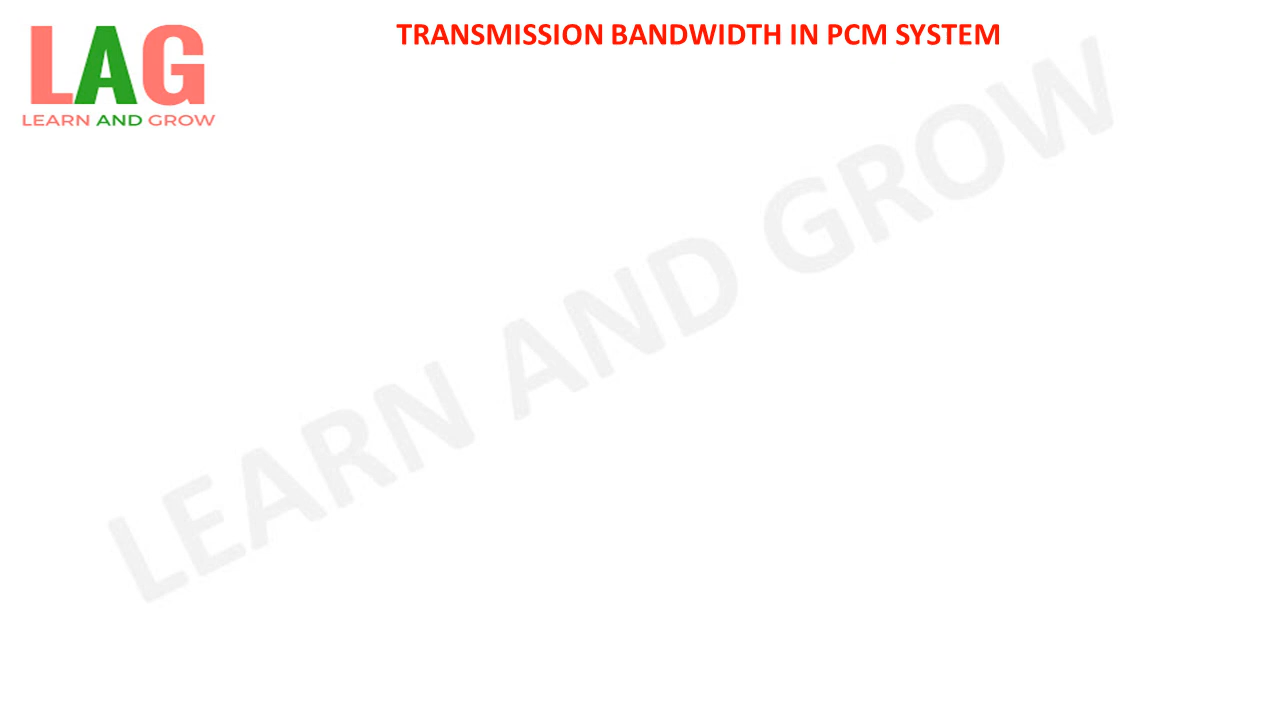 TRANSMISSION BANDWIDTH IN PCM SYSTEM
LAG
LEARN AND GROW
LEARN AND GROW